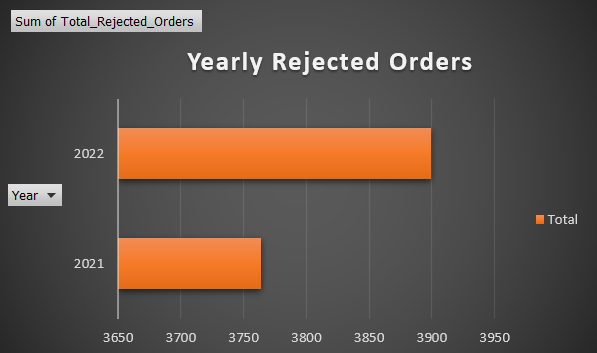 Sum of Total_Rejected_Orders
Yearly Rejected Orders
2022
Year
Total
2021
3650 3700 3750 3800 3850 3900 3950